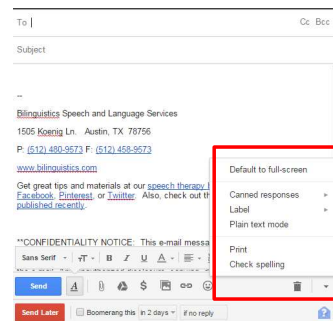 To
Cc Bcc
Subject
--
Bilinguistics Speech and Language Services
1505 Koenig Ln. Austin, TX 78756
P: (512) 480-9573 F: (512) 458-9573
www.bilinguistics.com
Get great tips and materials at our speech therapy
Facebook, Pinterest, or Twiitter. Also, check out th
published recently.
**CONFIDENTIALITY NOTICE: This e-mail messa
Sans Serif
Send
Send Later
Boomerang this in 2 days if no reply
Default to full-screen
Canned responses
Label
Plain text mode
Print
Check spelling